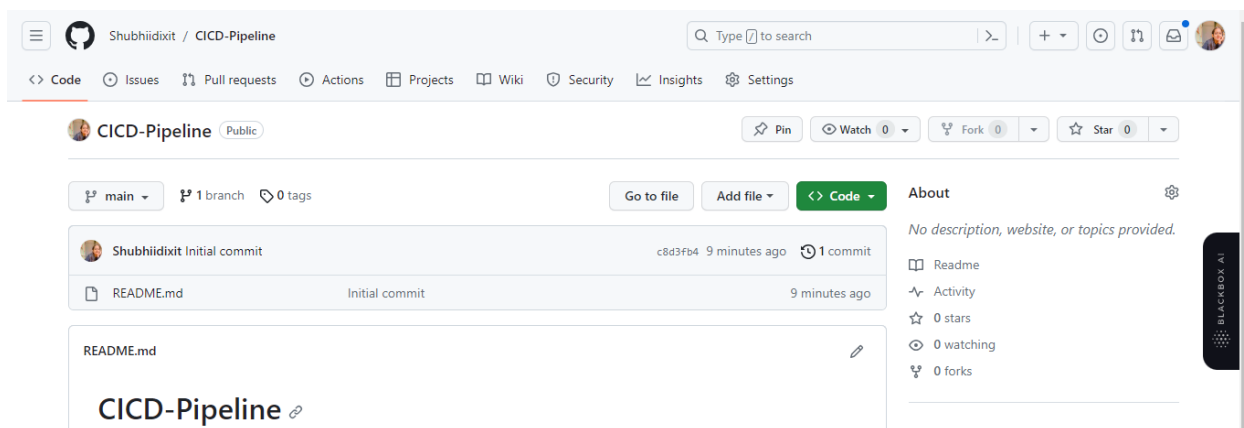 Shubhiidixit / CICD-Pipeline
Type / to search
Code Issues Pull requests Actions Projects Wiki Security Insights Settings
CICD-Pipeline Public
Pin Watch 0 Fork 0 Star 0
main 1 branch 0 tags
Go to file Add file <> Code
Shubhiidixit Initial commit c8d3fb4 9 minutes ago 1 commit
README.md Initial commit 9 minutes ago
README.md
CICD-Pipeline
About
No description, website, or topics provided.
Readme
Activity
0 stars
0 watching
0 forks
BLACKBOX AI